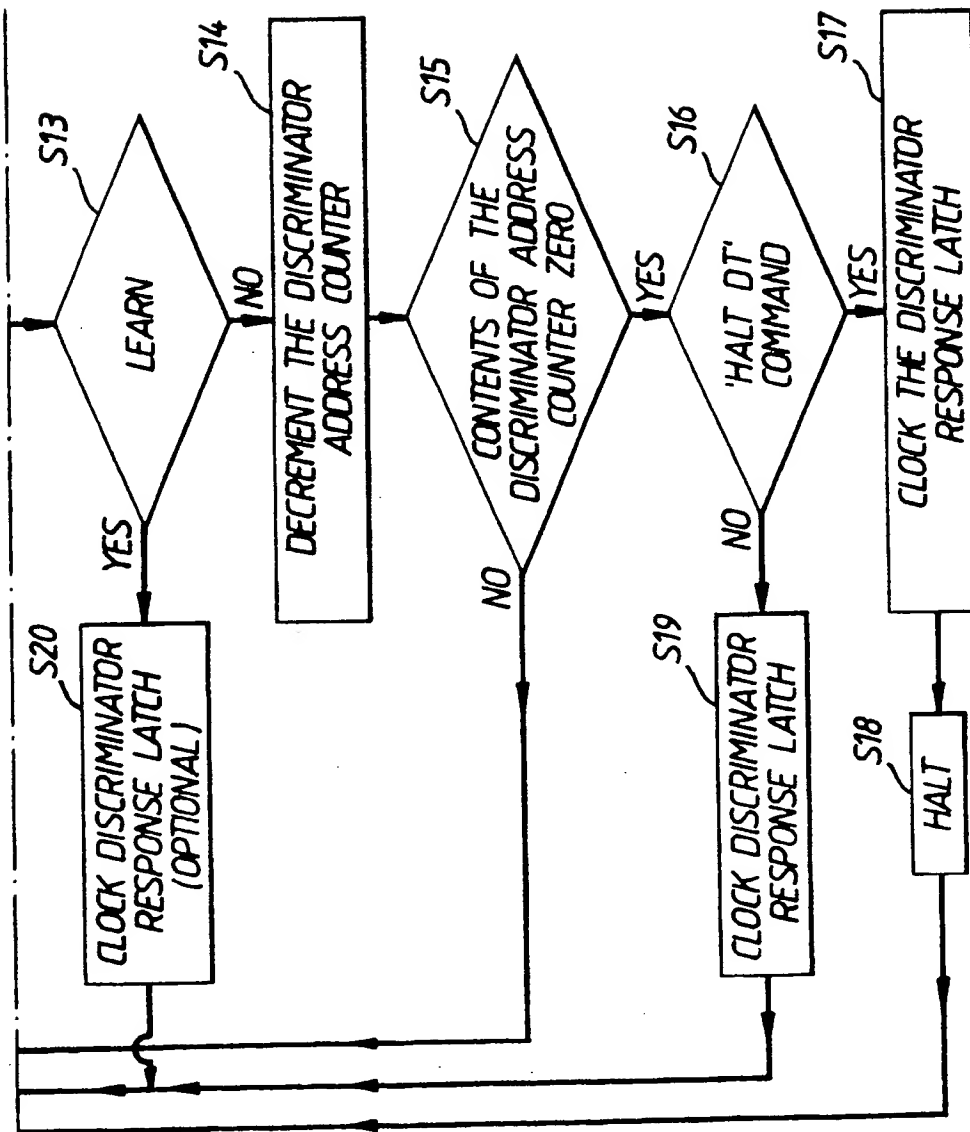 S13
LEARN
YES
NO
S20
CLOCK DISCRIMINATOR
RESPONSE LATCH
(OPTIONAL)
S14
DECREMENT THE DISCRIMINATOR
ADDRESS COUNTER
S15
CONTENTS OF THE
DISCRIMINATOR ADDRESS
COUNTER ZERO
NO
YES
S16
'HALT DT'
COMMAND
NO
YES
S19
CLOCK DISCRIMINATOR
RESPONSE LATCH
S17
CLOCK THE DISCRIMINATOR
RESPONSE LATCH
S18
HALT